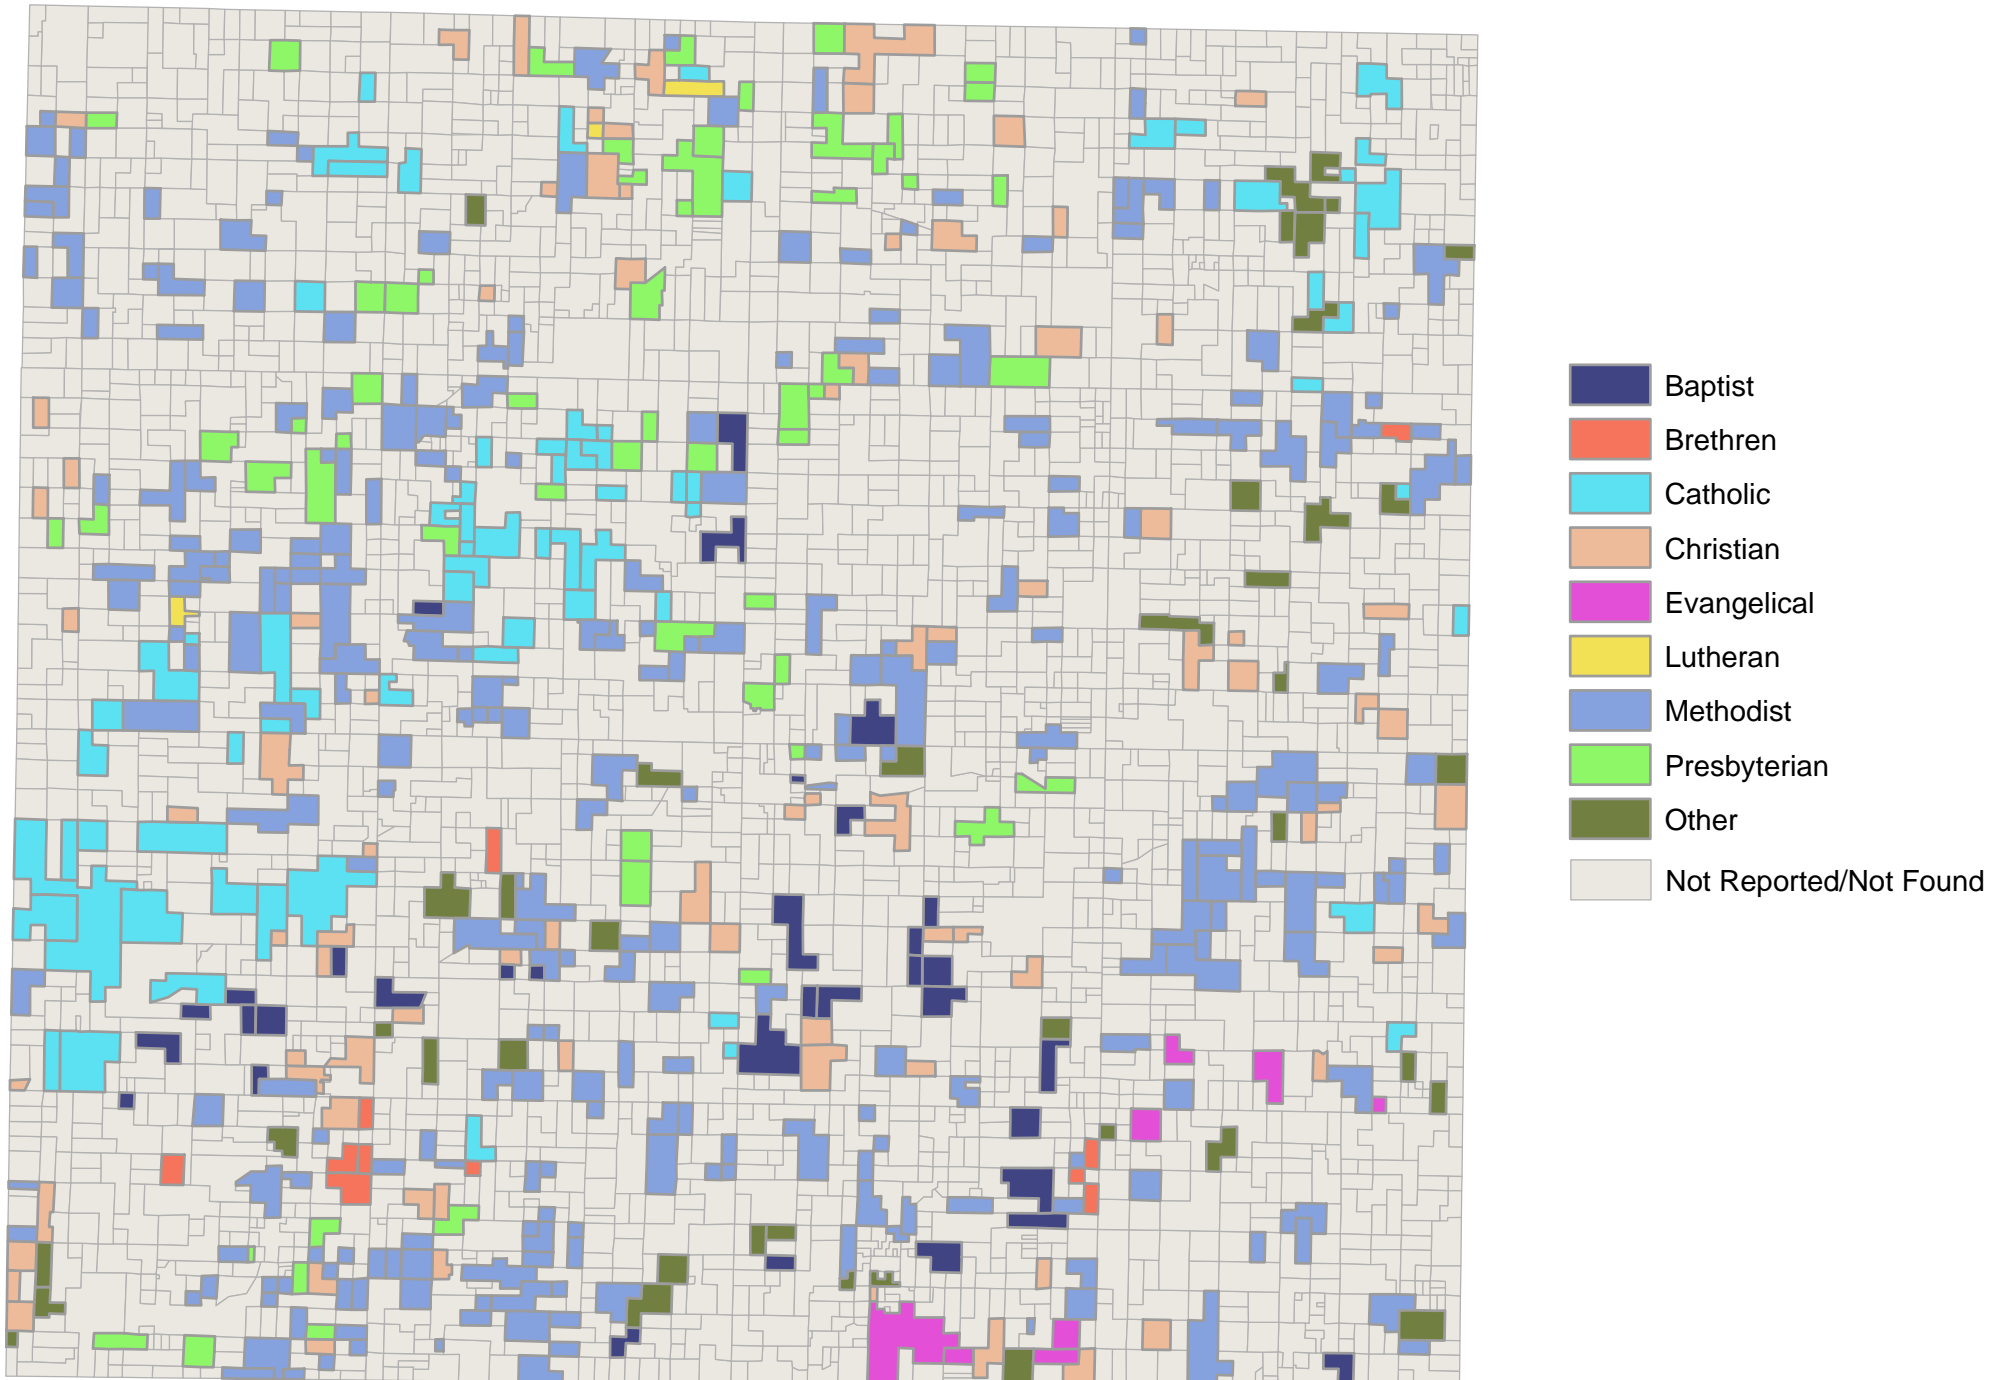 Baptist
Brethren
Catholic
Christian
Evangelical
Lutheran
Methodist
Presbyterian
Other
Not Reported/Not Found